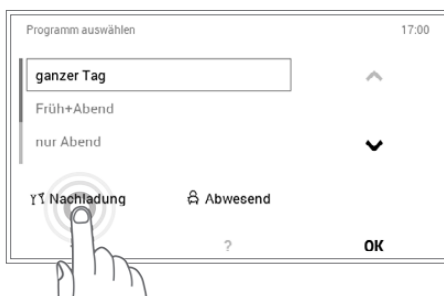 Programm auswählen 17:00
ganzer Tag
Früh+Abend
nur Abend
Nachladung Abwesend
? OK